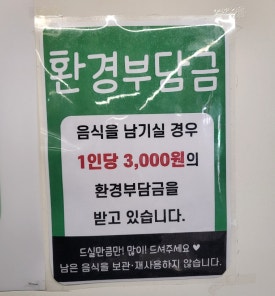 환경부담금
음식을 남기실 경우
1인당 3,000원의
환경부담금을
받고 있습니다.
드실만큼만! 많이! 드셔주세요 ♥
남은 음식을 보관·재사용하지 않습니다.